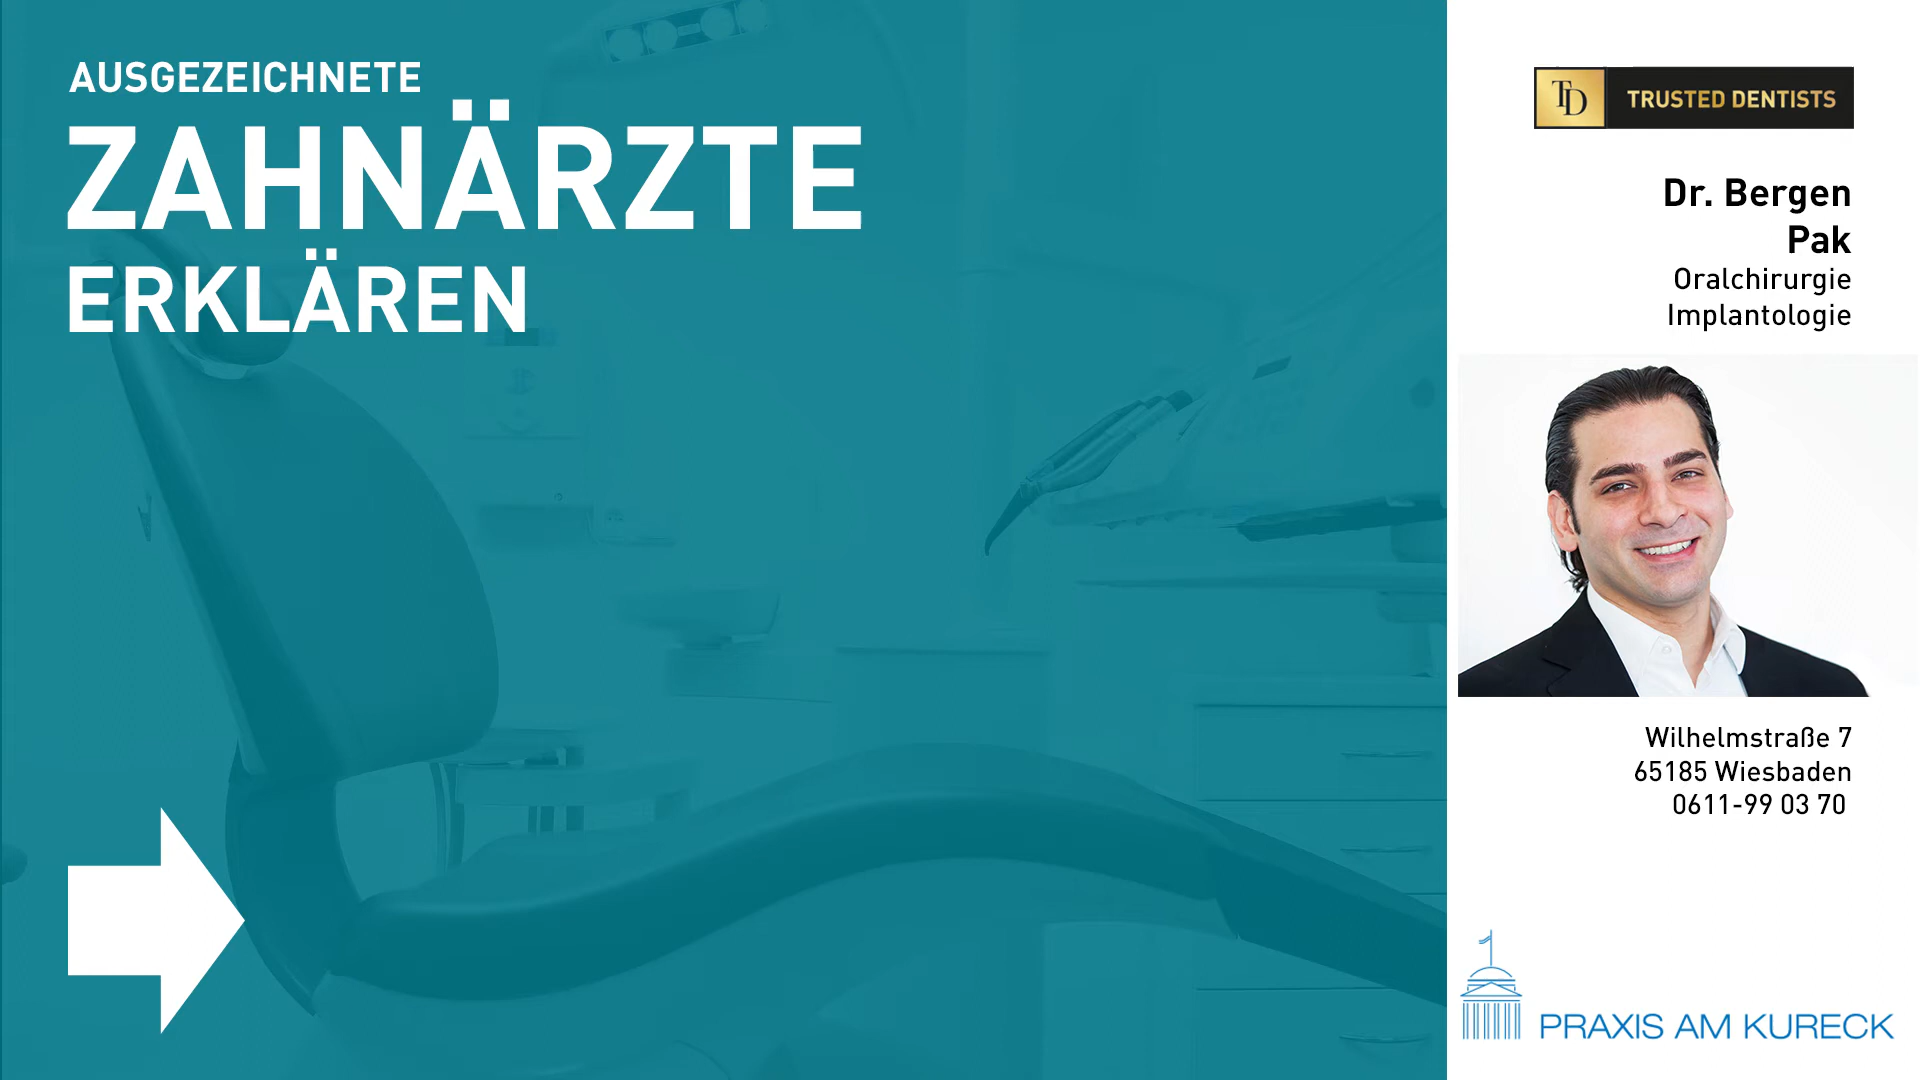 AUSGEZEICHNETE
ZAHNÄRZTE
ERKLÄREN
TD TRUSTED DENTISTS
Dr. Bergen
Pak
Oralchirurgie
Implantologie
Wilhelmstraße 7
65185 Wiesbaden
0611-99 03 70
PRAXIS AM KURECK